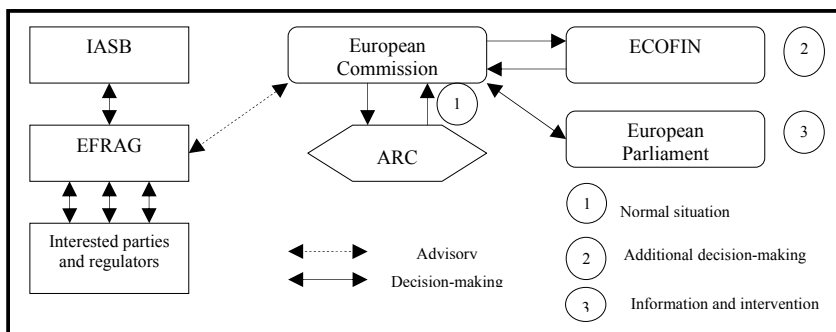 IASB
EFRAG
Interested parties
and regulators
European
Commission
1
ARC
ECOFIN
2
European
Parliament
3
Advisory
Decision-making
1
Normal situation
2
Additional decision-making
3
Information and intervention